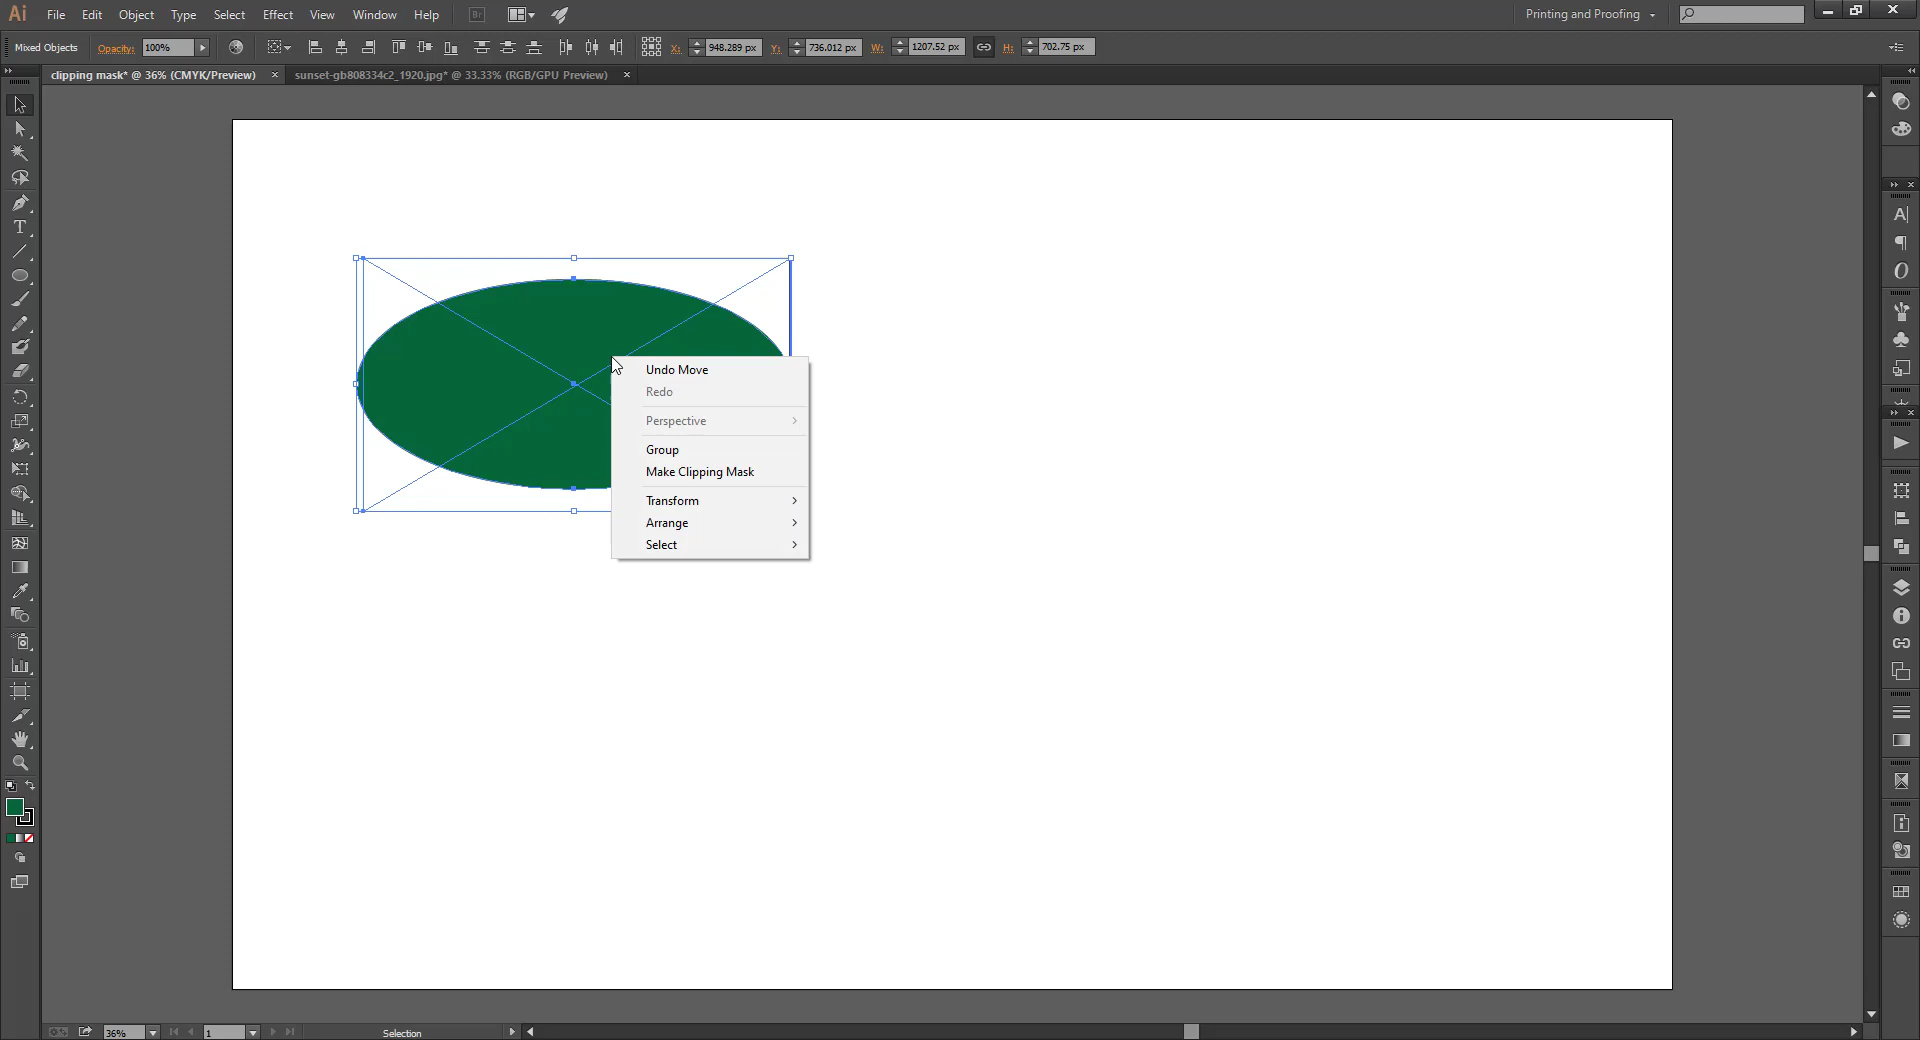 Ai File Edit Object Type Select Effect View Window Help Br Printing and Proofing
Mixed Objects Opacity: 100% X: 948.289 px Y: 736.012 px W: 1207.52 px H: 702.75 px
clipping mask* @ 36% (CMYK/Preview) × sunset-gb808334c2_1920.jpg* @ 33.33% (RGB/GPU Preview) ×
Undo Move
Redo
Perspective
Group
Make Clipping Mask
Transform
Arrange
Select
36% 1 Selection